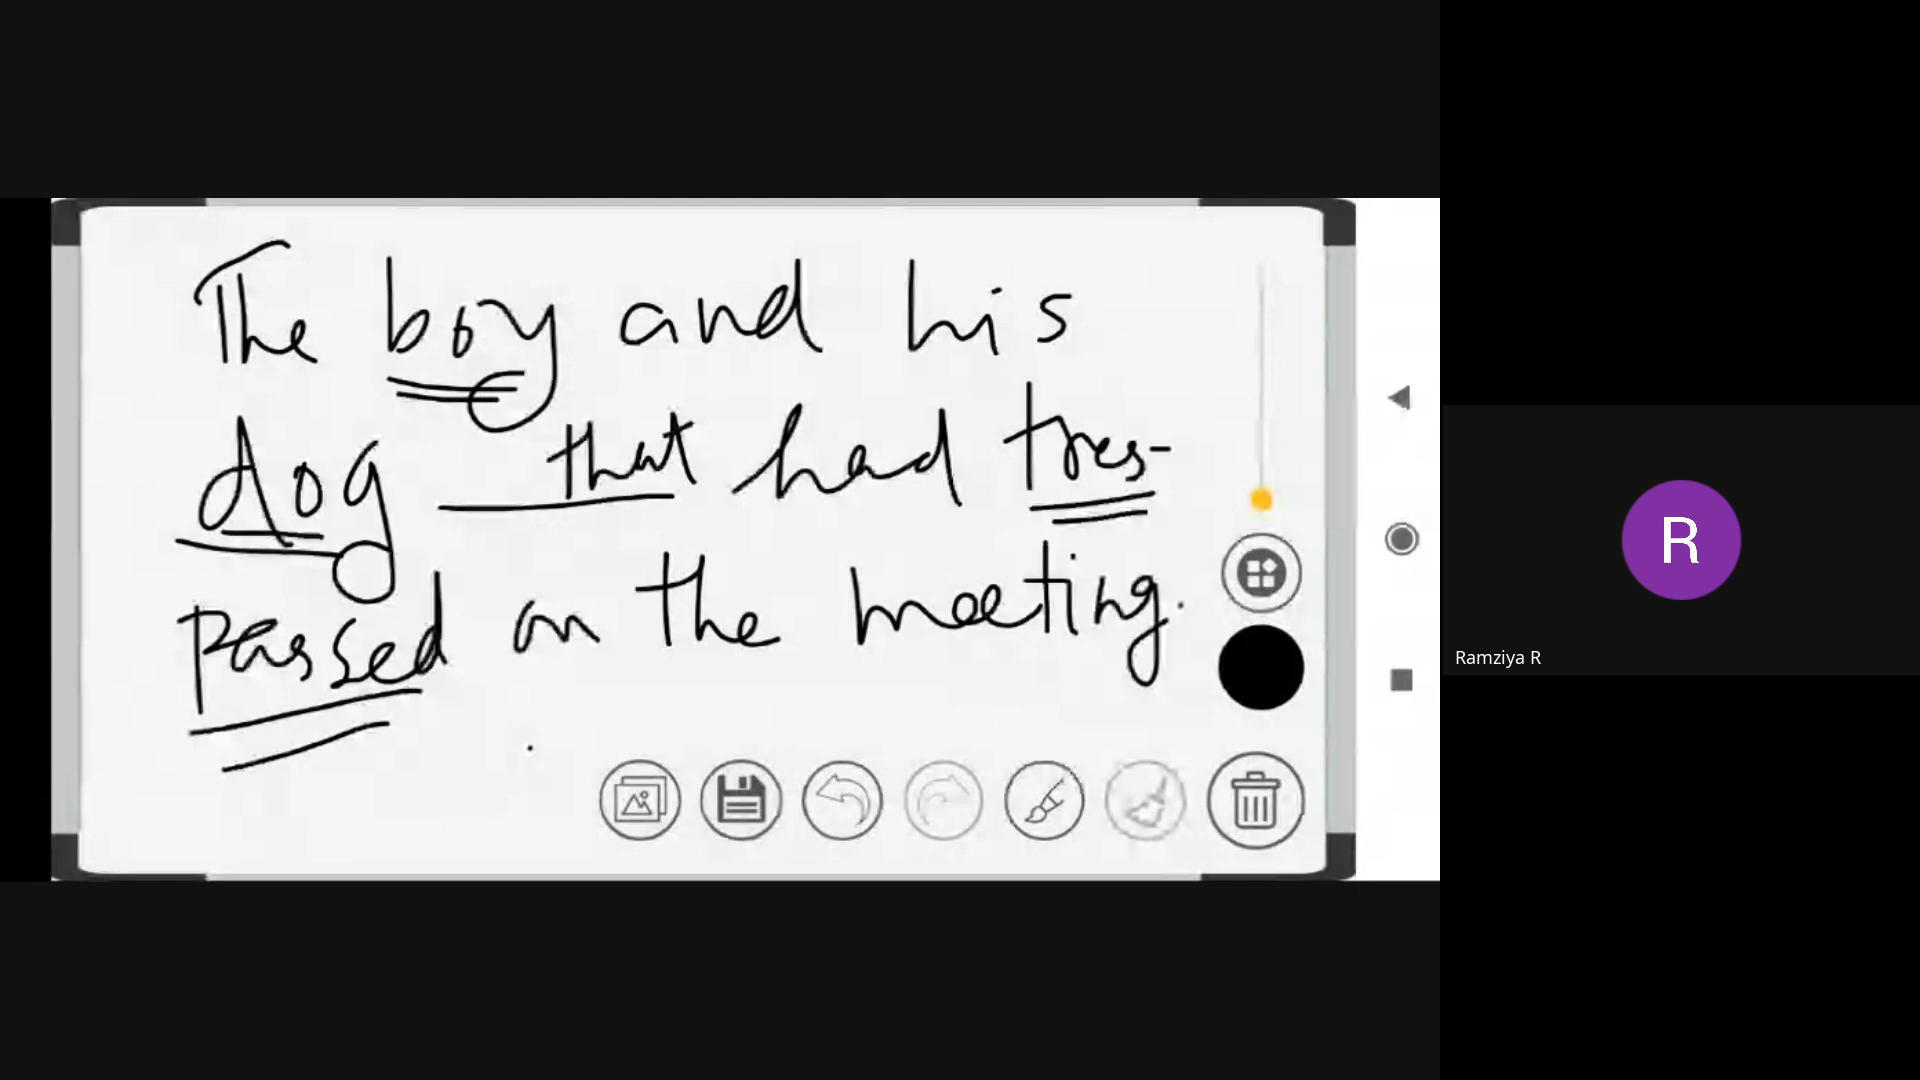 The boy and his
dog that had tres-
passed on the meeting.
R
Ramziya R